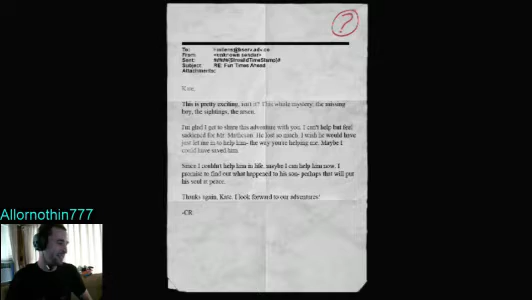 ?
To:
From: <unknown sender>
Sent:
Subject: RE: Fun Times Ahead
Attachments:
Kate,
This is pretty exciting, isn't it? This whole mystery, the missing
boy, the sightings, the
I'm glad I get to share this adventure with you. I can't help but feel
saddened for Mr. Matheson. He lost so much. I wish he would have
just let me in to help him- the way you're helping me. Maybe I
could have saved him.
Since I couldn't help him in life, maybe I can help him now. I
promise to find out what happened to his son- perhaps that will put
his soul at peace.
Thanks again, Kate. I look forward to our adventures!
-CR
Allornothin777